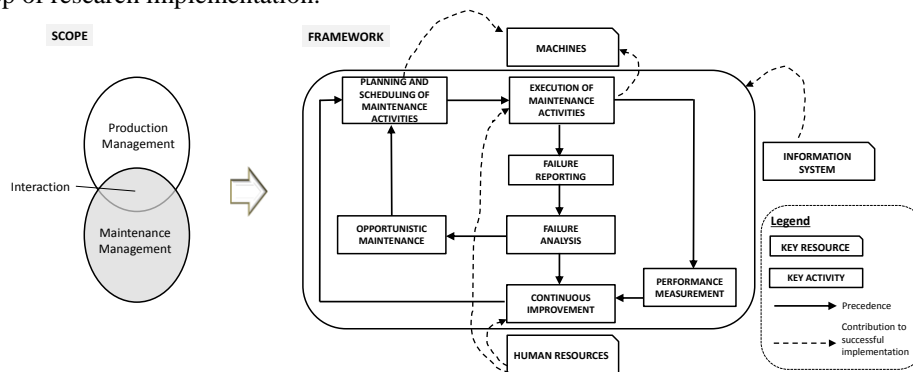 ep of research implementation.
SCOPE
Production
Management
Interaction
Maintenance
Management
FRAMEWORK
MACHINES
PLANNING AND
SCHEDULING OF
MAINTENANCE
ACTIVITIES
EXECUTION OF
MAINTENANCE
ACTIVITIES
FAILURE
REPORTING
OPPORTUNISTIC
MAINTENANCE
FAILURE
ANALYSIS
PERFORMANCE
MEASUREMENT
CONTINUOUS
IMPROVEMENT
HUMAN RESOURCES
INFORMATION
SYSTEM
Legend
KEY RESOURCE
KEY ACTIVITY
Precedence
Contribution to
successful
implementation